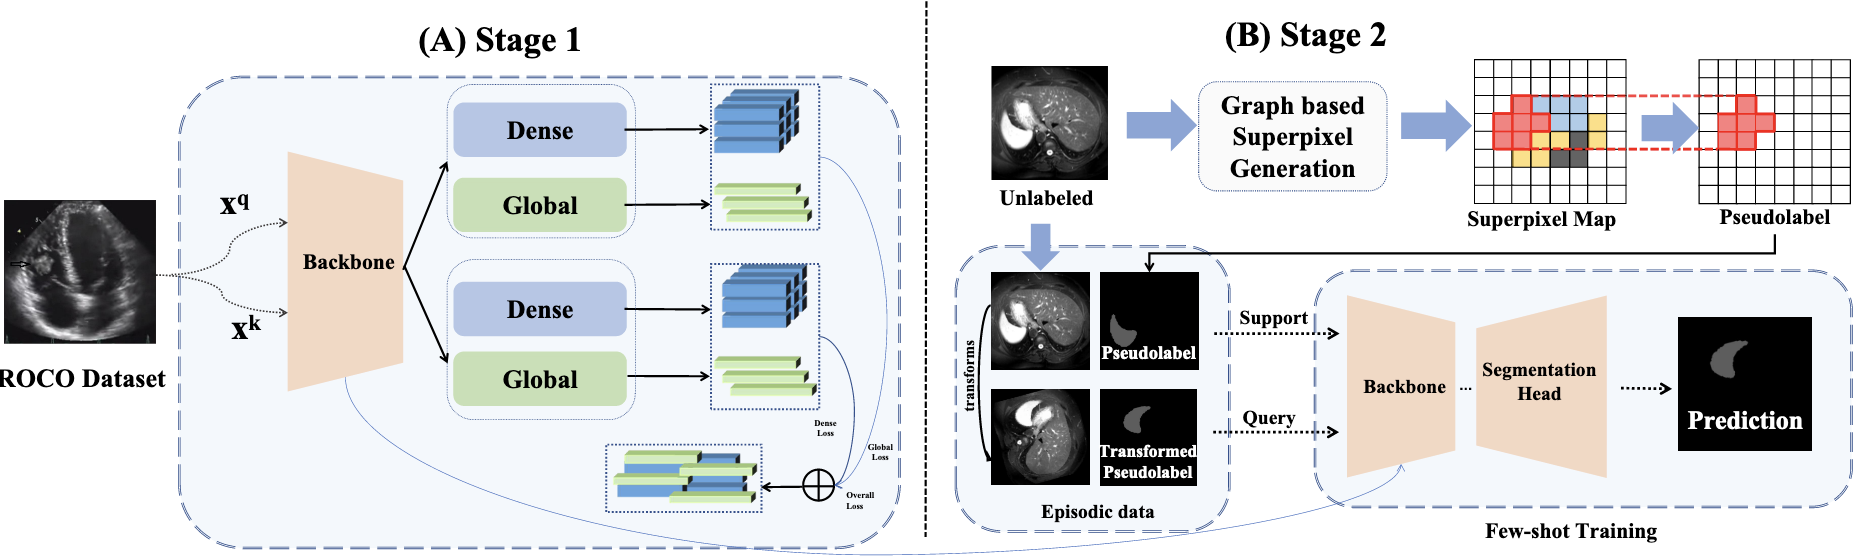 (A) Stage 1
x^q
x^k
ROCO Dataset
Backbone
Dense
Global
Dense
Global
Dense
Loss
Global
Loss
Overall
Loss
(B) Stage 2
Unlabeled
Graph based
Superpixel
Generation
Superpixel Map
Pseudolabel
transforms
Pseudolabel
Transformed
Pseudolabel
Episodic data
Support
Query
Backbone
...
Segmentation
Head
Prediction
Few-shot Training